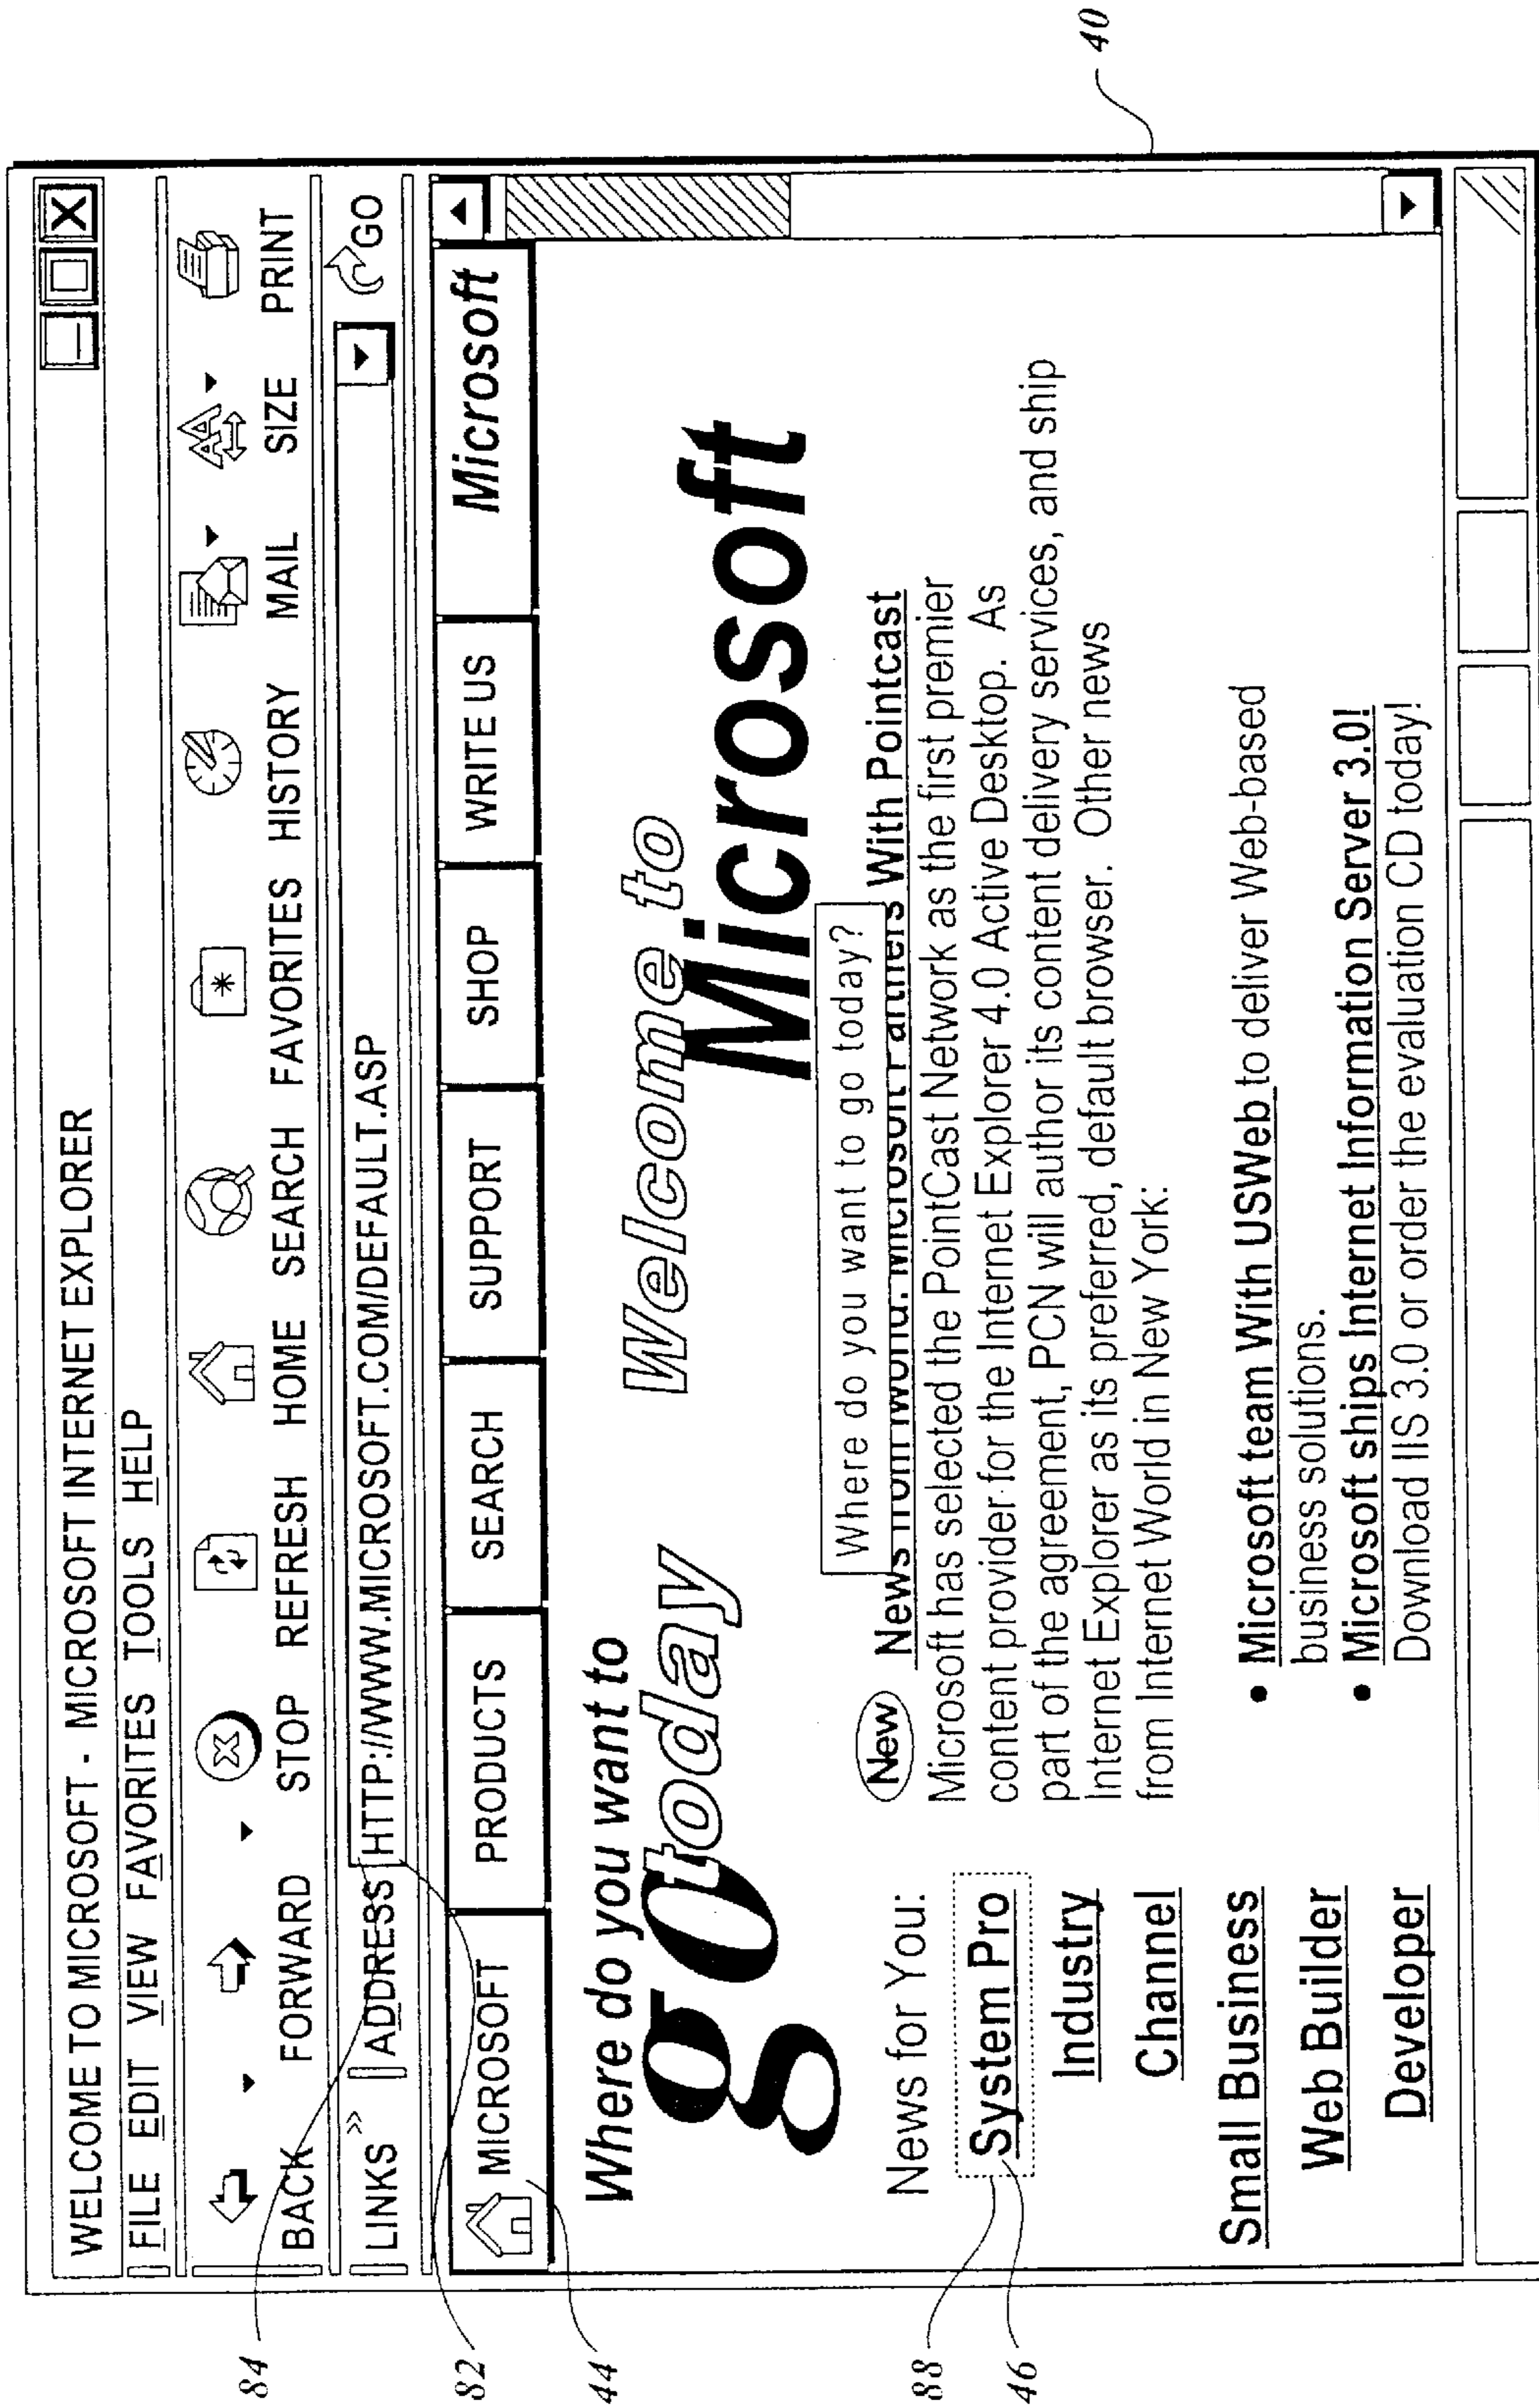 WELCOME TO MICROSOFT - MICROSOFT INTERNET EXPLORER
FILE EDIT VIEW FAVORITES TOOLS HELP
BACK FORWARD STOP REFRESH HOME SEARCH FAVORITES HISTORY MAIL SIZE PRINT
LINKS » ADDRESS HTTP://WWW.MICROSOFT.COM/DEFAULT.ASP GO
MICROSOFT PRODUCTS SEARCH SUPPORT SHOP WRITE US Microsoft
Where do you want to
go today
Welcome to
Microsoft
Where do you want to go today?
News for You:
System Pro
Industry
Channel
Small Business
Web Builder
Developer
New News from Iworld: Microsoft Partners With Pointcast
Microsoft has selected the PointCast Network as the first premier
content provider for the Internet Explorer 4.0 Active Desktop. As
part of the agreement, PCN will author its content delivery services, and ship
Internet Explorer as its preferred, default browser. Other news
from Internet World in New York:
• Microsoft team With USWeb to deliver Web-based
business solutions.
• Microsoft ships Internet Information Server 3.0!
Download IIS 3.0 or order the evaluation CD today!
84
82
44
88
46
40